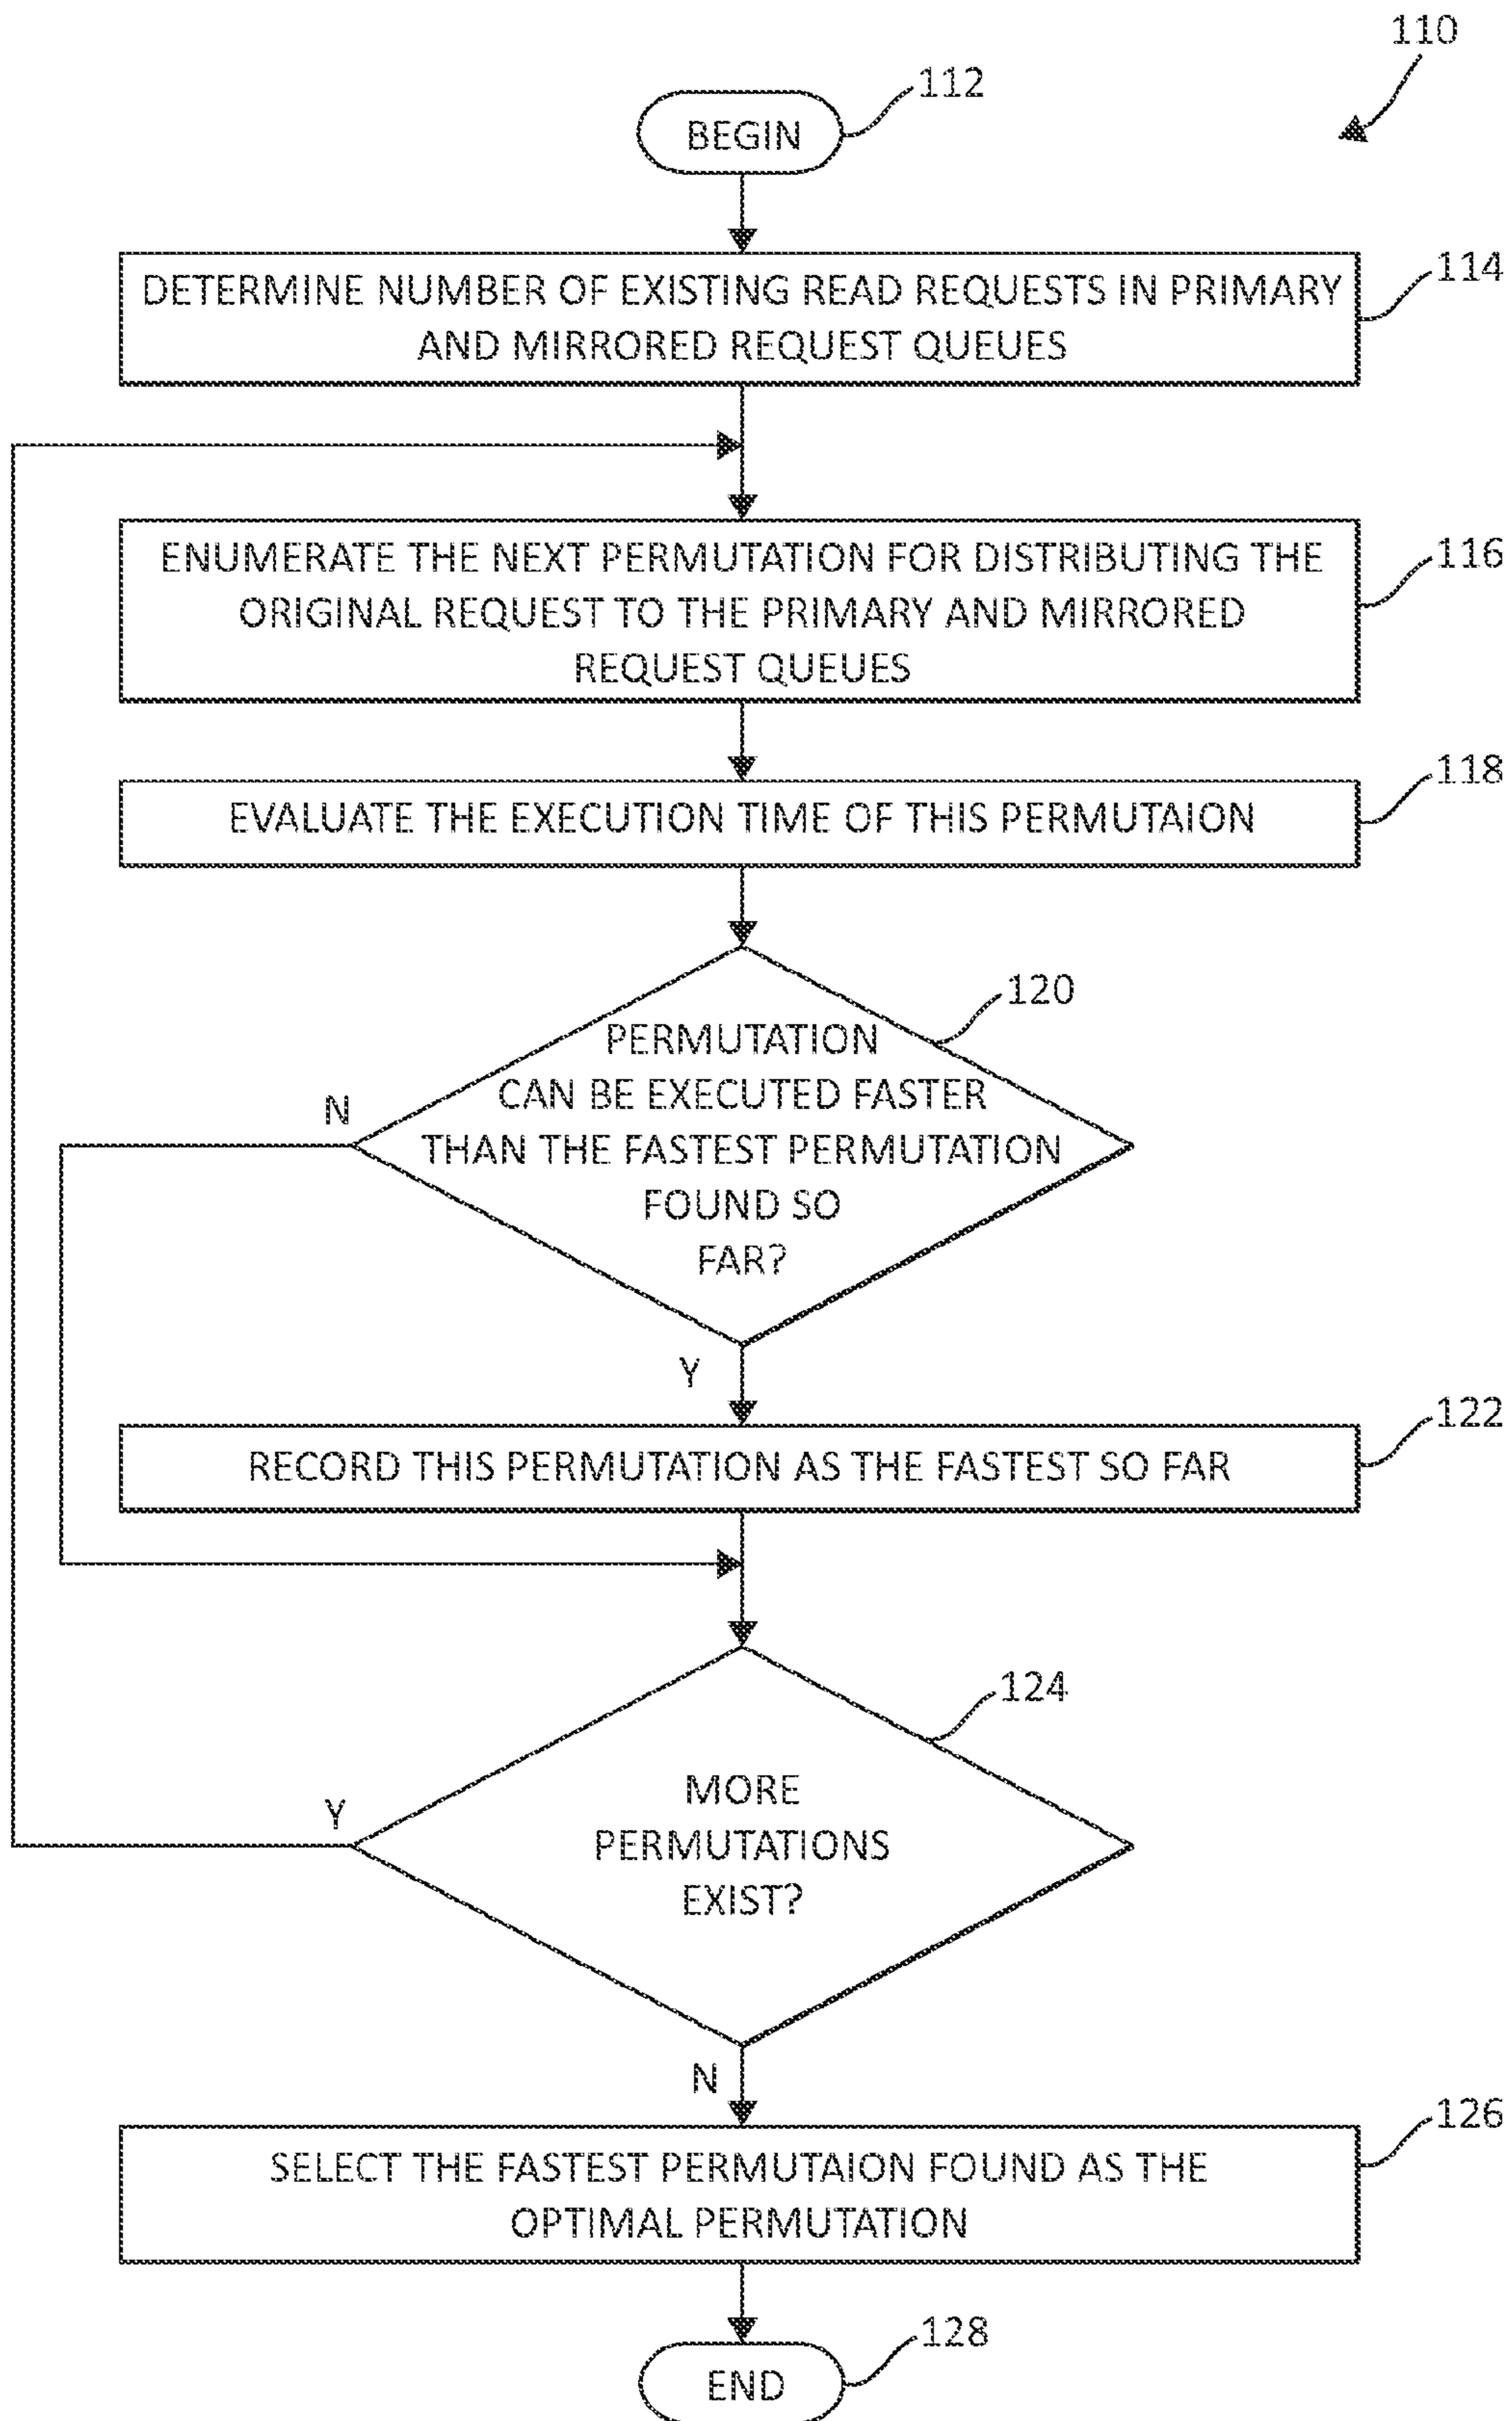 110
112
BEGIN
114
DETERMINE NUMBER OF EXISTING READ REQUESTS IN PRIMARY
AND MIRRORED REQUEST QUEUES
116
ENUMERATE THE NEXT PERMUTATION FOR DISTRIBUTING THE
ORIGINAL REQUEST TO THE PRIMARY AND MIRRORED
REQUEST QUEUES
118
EVALUATE THE EXECUTION TIME OF THIS PERMUTAION
120
PERMUTATION
CAN BE EXECUTED FASTER
THAN THE FASTEST PERMUTATION
FOUND SO
FAR?
N
Y
122
RECORD THIS PERMUTATION AS THE FASTEST SO FAR
124
MORE
PERMUTATIONS
EXIST?
Y
N
126
SELECT THE FASTEST PERMUTAION FOUND AS THE
OPTIMAL PERMUTATION
128
END